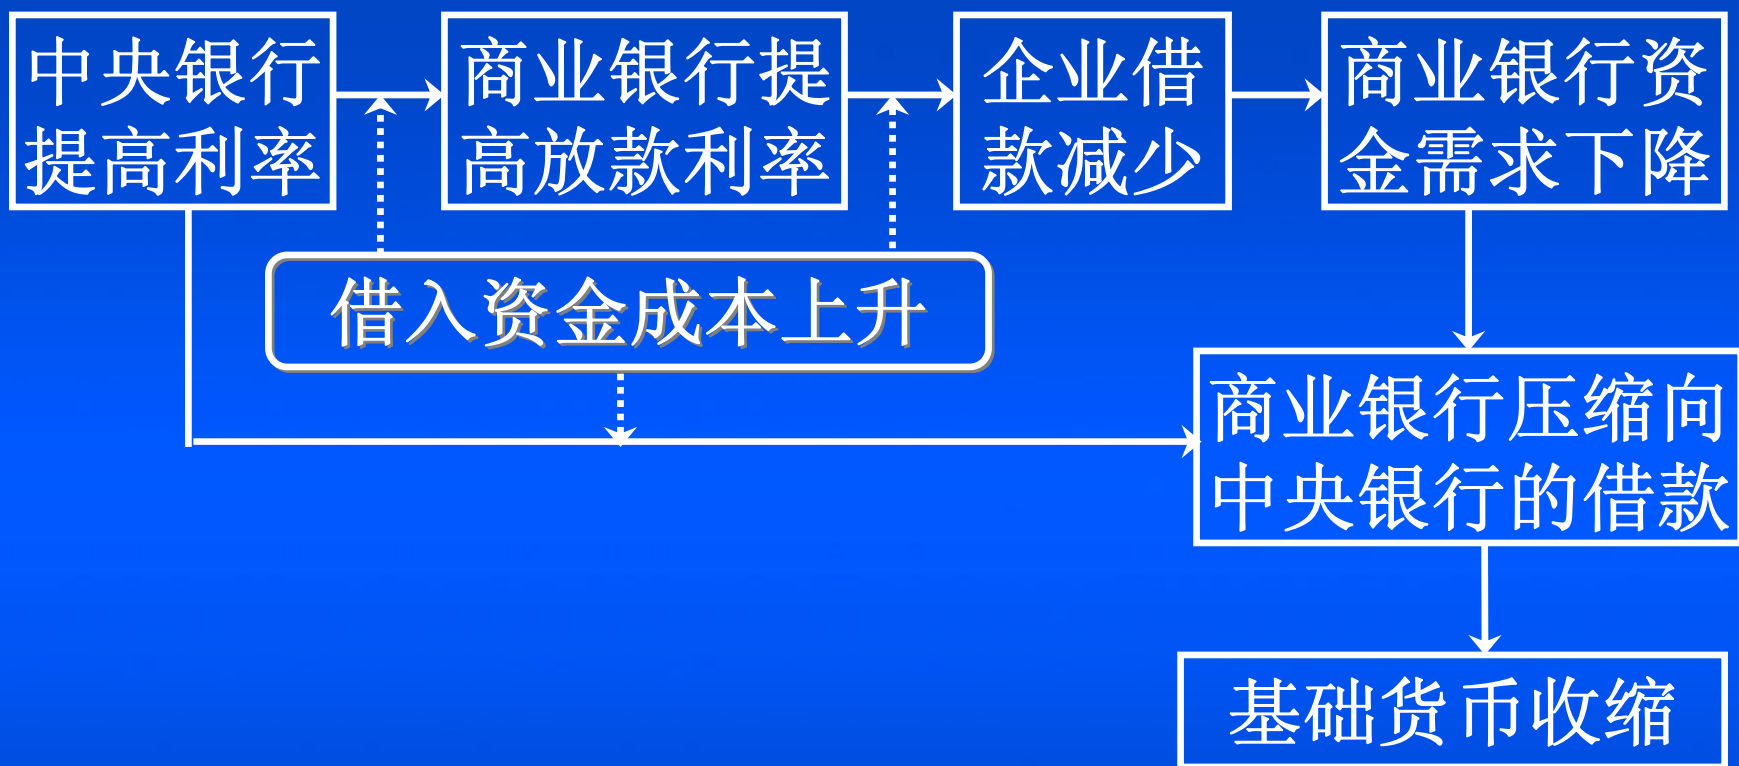 中央银行
提高利率
商业银行提
高放款利率
企业借
款减少
商业银行资
金需求下降
借入资金成本上升
商业银行压缩向
中央银行的借款
基础货币收缩